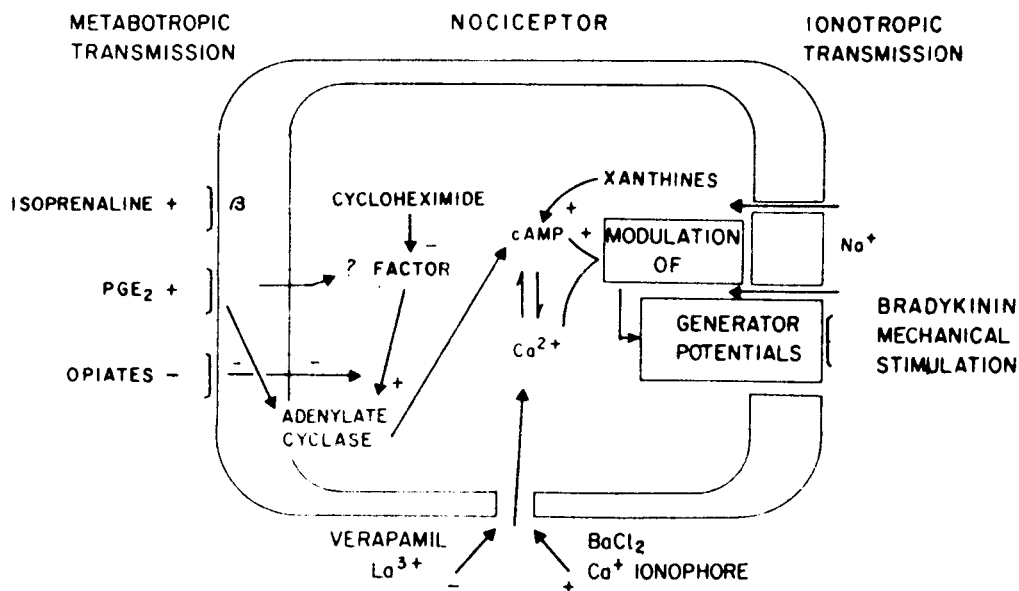 METABOTROPIC
TRANSMISSION
NOCICEPTOR
IONOTROPIC
TRANSMISSION
ISOPRENALINE +
β
PGE2 +
OPIATES -
- -
CYCLOHEXIMIDE
-
? FACTOR
+
ADENYLATE
CYCLASE
XANTHINES
+
cAMP +
Ca2+
MODULATION
OF
GENERATOR
POTENTIALS
Na+
BRADYKININ
MECHANICAL
STIMULATION
VERAPAMIL
La3+
-
BaCl2
Ca+ IONOPHORE
+